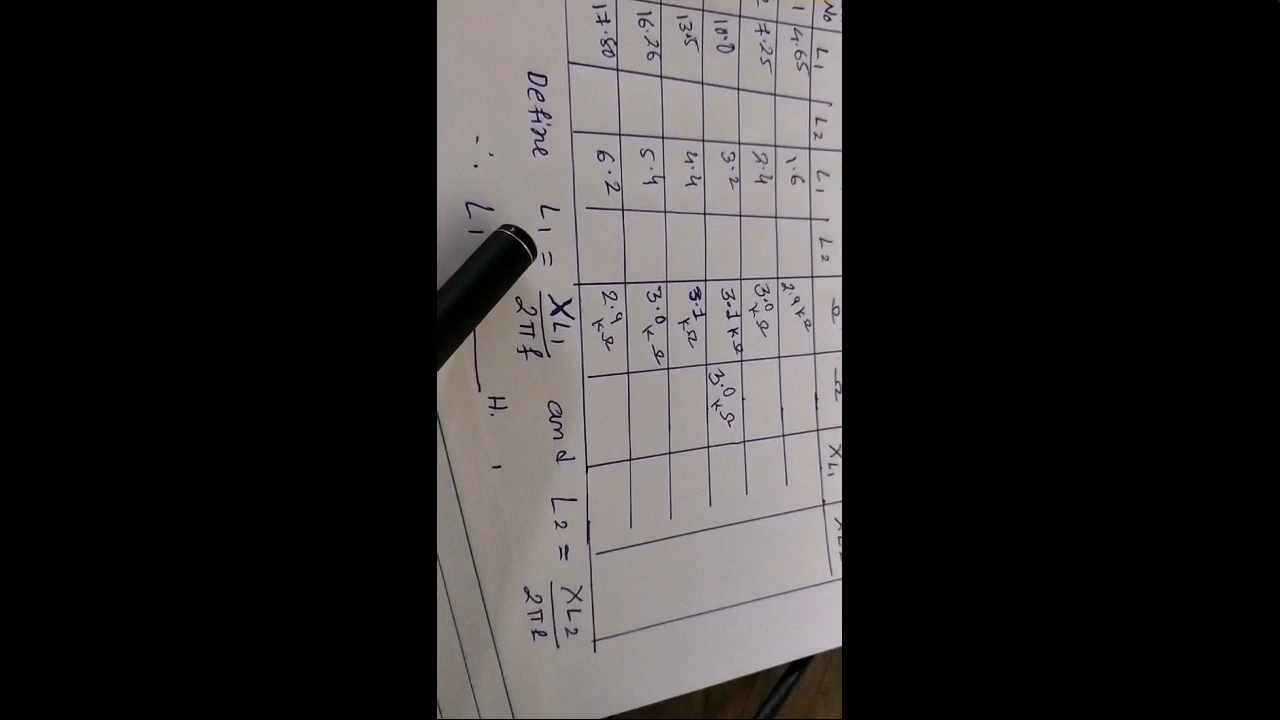 No L1 L2 L1 L2 Ω Ω XL1
1 4.65 1.6 2.9kΩ
2 7.25 2.4 3.0 kΩ
10.0 3.2 3.1 kΩ 3.0 kΩ
13.5 4.4 3.1 kΩ
16.26 5.4 3.0 kΩ
17.80 6.2 2.9 kΩ
Define L1 = XL1/2πf and L2 = XL2/2πf
∴ L1 H.